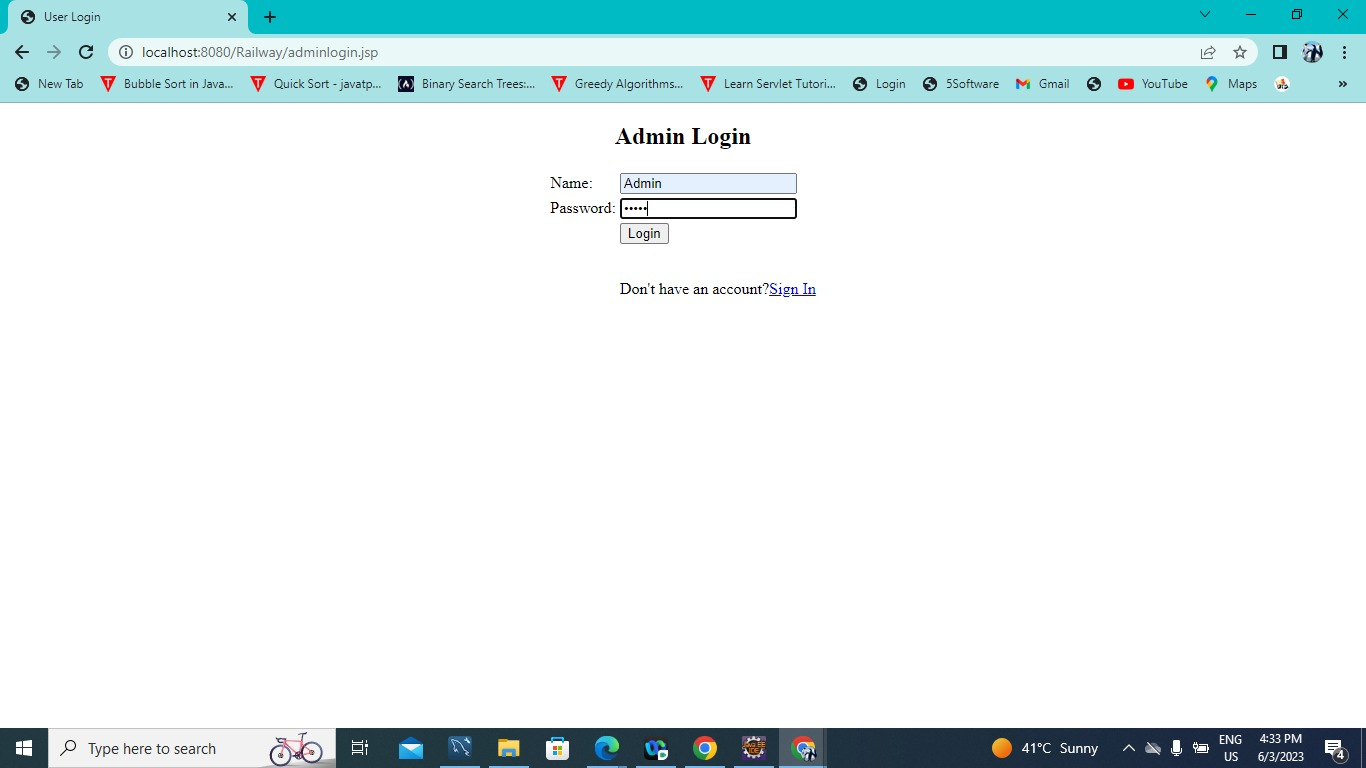 User Login
localhost:8080/Railway/adminlogin.jsp
New Tab Bubble Sort in Java... Quick Sort - javatp... Binary Search Trees:... Greedy Algorithms... Learn Servlet Tutori... Login 5Software Gmail YouTube Maps »
Admin Login
Name: Admin
Password: •••••
Login
Don't have an account?Sign In
Type here to search
41°C Sunny
ENG
US
4:33 PM
6/3/2023
4